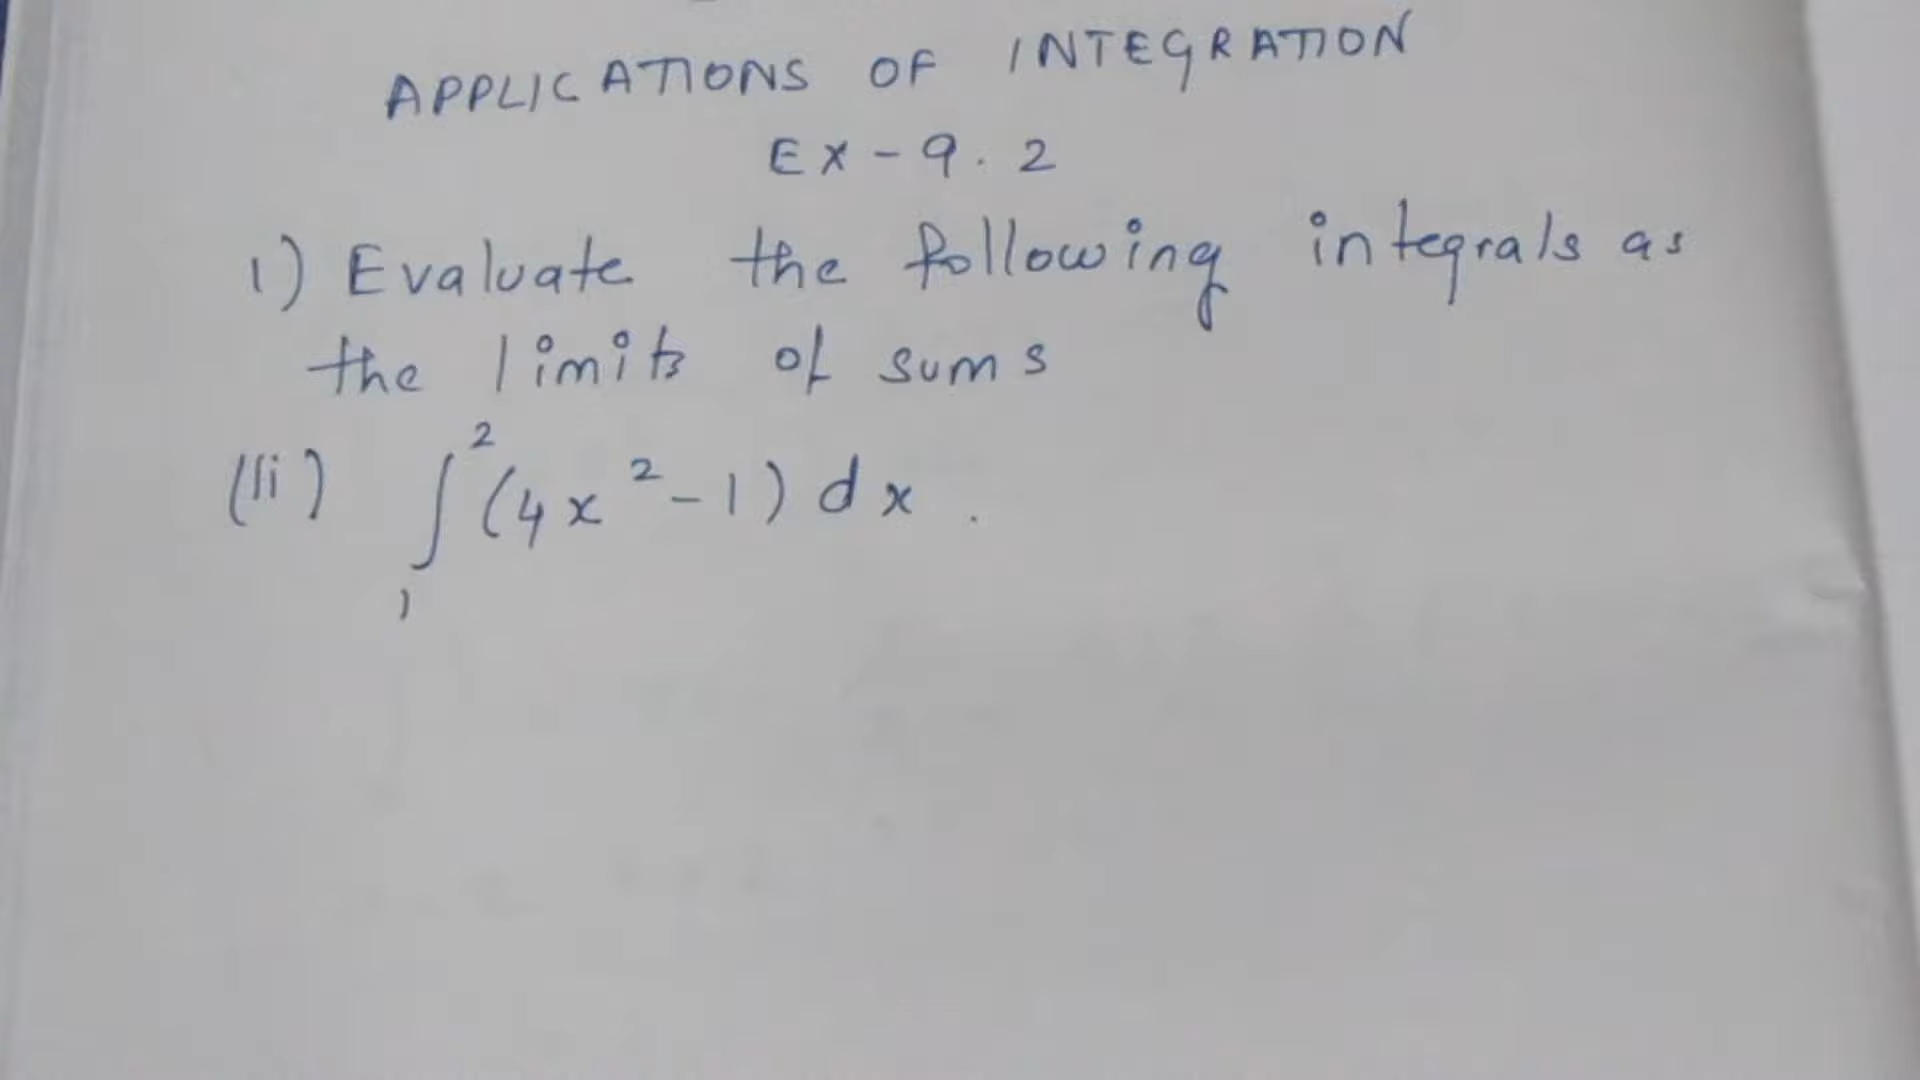 APPLICATIONS OF INTEGRATION
EX-9.2
1) Evaluate the following integrals as
the limits of sums
(ii) ∫₁² (4x² - 1) dx .